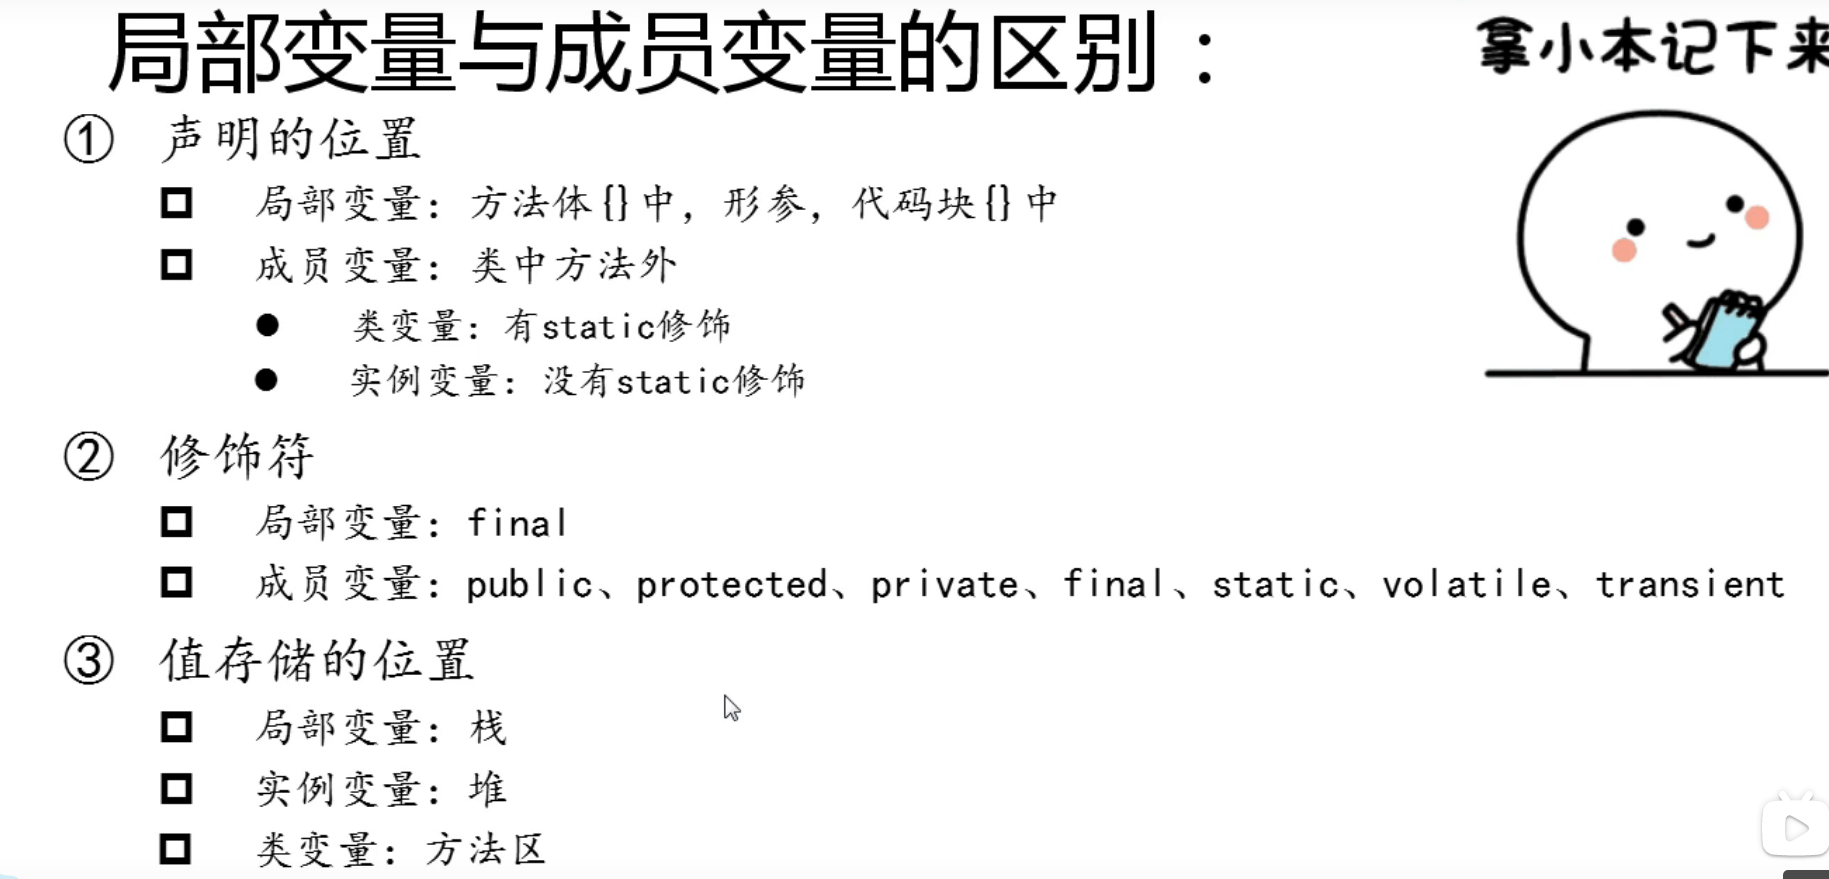 局部变量与成员变量的区别：
拿小本记下来
① 声明的位置
局部变量：方法体{}中，形参，代码块{}中
成员变量：类中方法外
类变量：有static修饰
实例变量：没有static修饰
② 修饰符
局部变量：final
成员变量：public、protected、private、final、static、volatile、transient
③ 值存储的位置
局部变量：栈
实例变量：堆
类变量：方法区